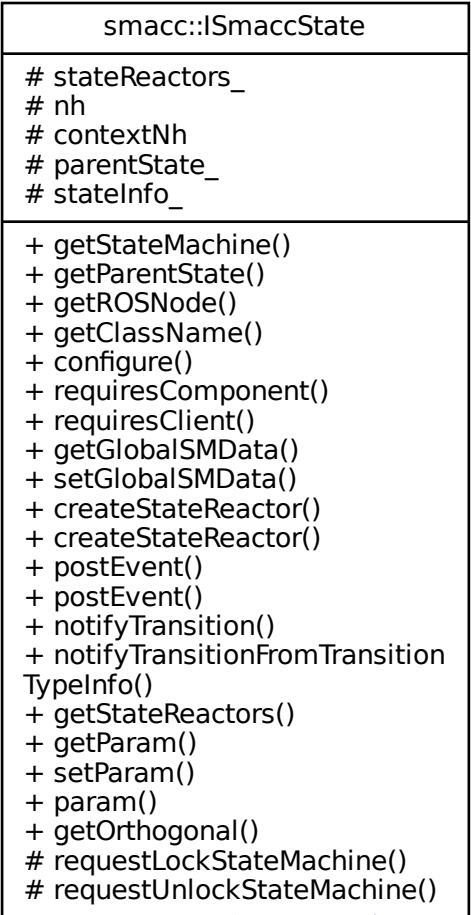 smacc::ISmaccState
# stateReactors_
# nh
# contextNh
# parentState_
# stateInfo_
+ getStateMachine()
+ getParentState()
+ getROSNode()
+ getClassName()
+ configure()
+ requiresComponent()
+ requiresClient()
+ getGlobalSMData()
+ setGlobalSMData()
+ createStateReactor()
+ createStateReactor()
+ postEvent()
+ postEvent()
+ notifyTransition()
+ notifyTransitionFromTransition
TypeInfo()
+ getStateReactors()
+ getParam()
+ setParam()
+ param()
+ getOrthogonal()
# requestLockStateMachine()
# requestUnlockStateMachine()